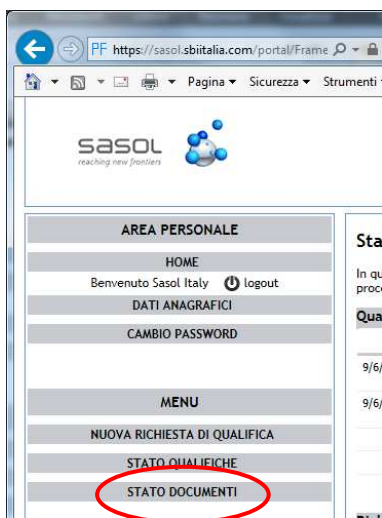 https://sasol.sbiitalia.com/portal/Frame
Pagina Sicurezza Strumenti
sasol
reaching new frontiers
AREA PERSONALE
HOME
Benvenuto Sasol Italy logout
DATI ANAGRAFICI
CAMBIO PASSWORD
MENU
NUOVA RICHIESTA DI QUALIFICA
STATO QUALIFICHE
STATO DOCUMENTI
Sta
In qu
proce
Qua
9/6/
9/6/